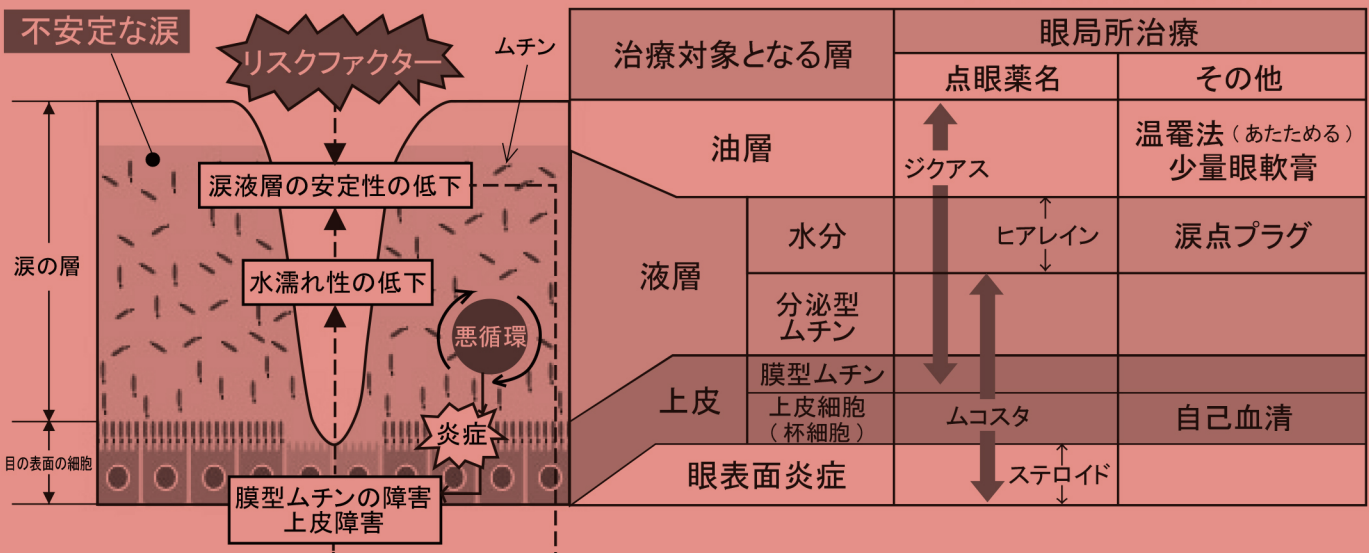 不安定な涙
リスクファクター
ムチン
涙液層の安定性の低下
水濡れ性の低下
涙の層
悪循環
炎症
目の表面の細胞
膜型ムチンの障害
上皮障害
治療対象となる層
眼局所治療
点眼薬名
その他
油層
ジクアス
温罨法(あたためる)
少量眼軟膏
液層
水分
ヒアレイン
涙点プラグ
分泌型
ムチン
上皮
膜型ムチン
上皮細胞
(杯細胞)
ムコスタ
自己血清
眼表面炎症
ステロイド